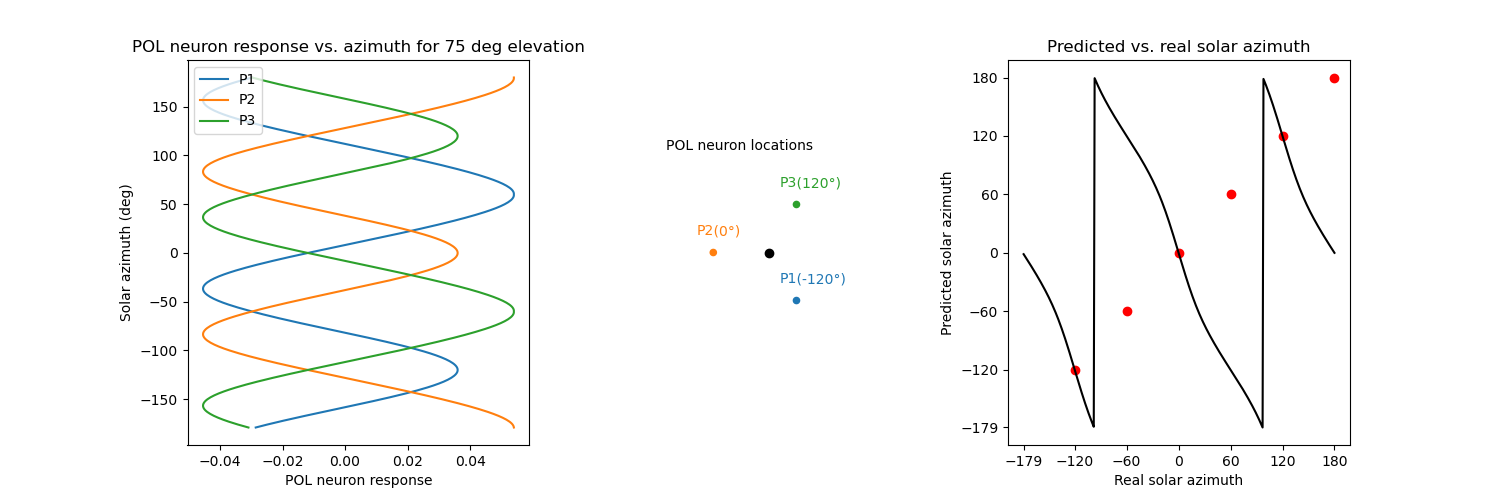 POL neuron response vs. azimuth for 75 deg elevation
P1
P2
P3
150
100
50
0
−50
−100
−150
Solar azimuth (deg)
−0.04
−0.02
0.00
0.02
0.04
POL neuron response
POL neuron locations
P3(120°)
P2(0°)
P1(-120°)
Predicted vs. real solar azimuth
180
120
60
0
−60
−120
−179
Predicted solar azimuth
−179
−120
−60
0
60
120
180
Real solar azimuth